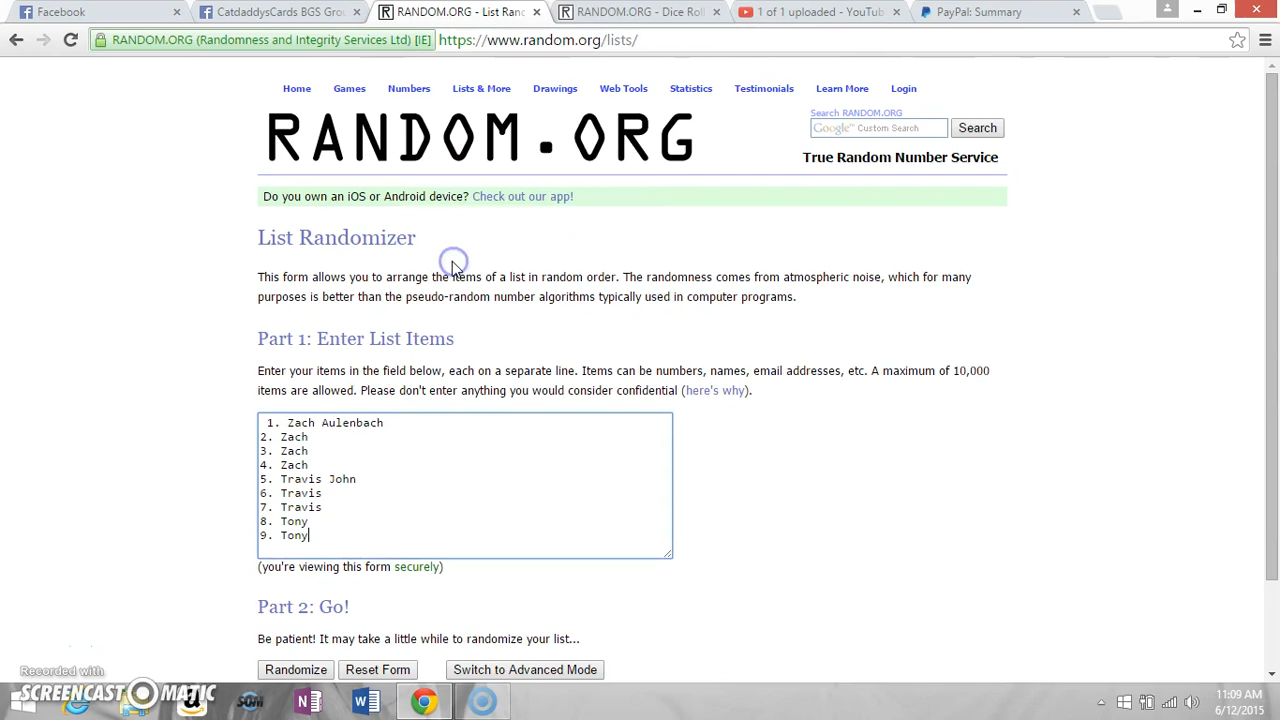 Facebook
CatdaddysCards BGS Grou
RANDOM.ORG - List Ran
RANDOM.ORG - Dice Rol
1 of 1 uploaded - YouTub
PayPal: Summary
RANDOM.ORG (Randomness and Integrity Services Ltd) [IE] https://www.random.org/lists/
Home Games Numbers Lists & More Drawings Web Tools Statistics Testimonials Learn More Login
RANDOM.ORG
Search RANDOM.ORG
Google™ Custom Search Search
True Random Number Service
Do you own an iOS or Android device? Check out our app!
List Randomizer
This form allows you to arrange the items of a list in random order. The randomness comes from atmospheric noise, which for many
purposes is better than the pseudo-random number algorithms typically used in computer programs.
Part 1: Enter List Items
Enter your items in the field below, each on a separate line. Items can be numbers, names, email addresses, etc. A maximum of 10,000
items are allowed. Please don't enter anything you would consider confidential (here's why).
1. Zach Aulenbach
2. Zach
3. Zach
4. Zach
5. Travis John
6. Travis
7. Travis
8. Tony
9. Tony
(you're viewing this form securely)
Part 2: Go!
Be patient! It may take a little while to randomize your list...
Randomize Reset Form Switch to Advanced Mode
Recorded with
SCREENCAST MATIC
11:09 AM
6/12/2015